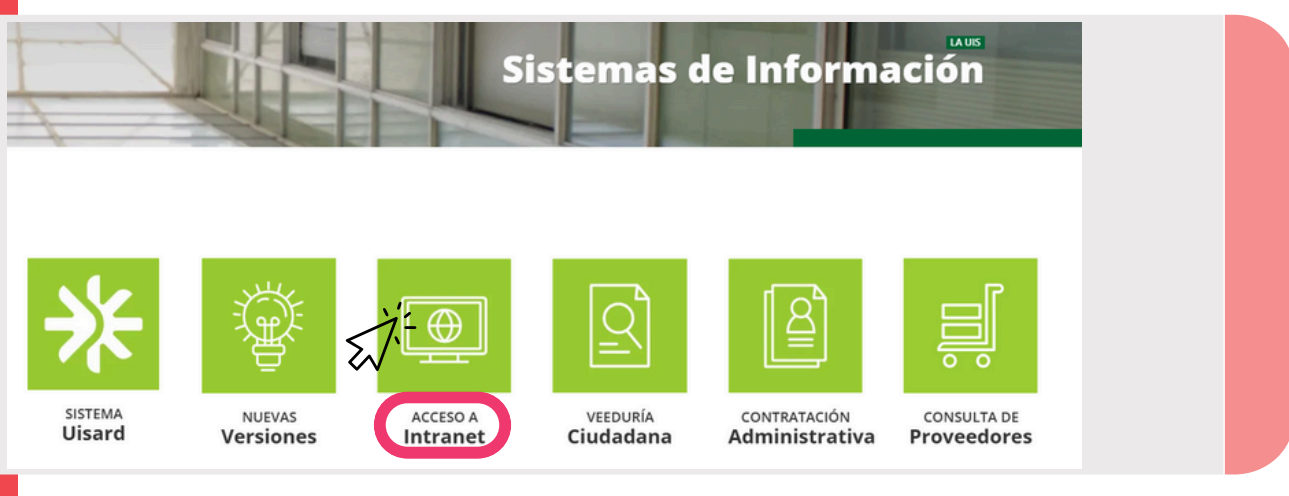 LA UIS
Sistemas de Información
SISTEMA
Uisard
NUEVAS
Versiones
ACCESO A
Intranet
VEEDURÍA
Ciudadana
CONTRATACIÓN
Administrativa
CONSULTA DE
Proveedores